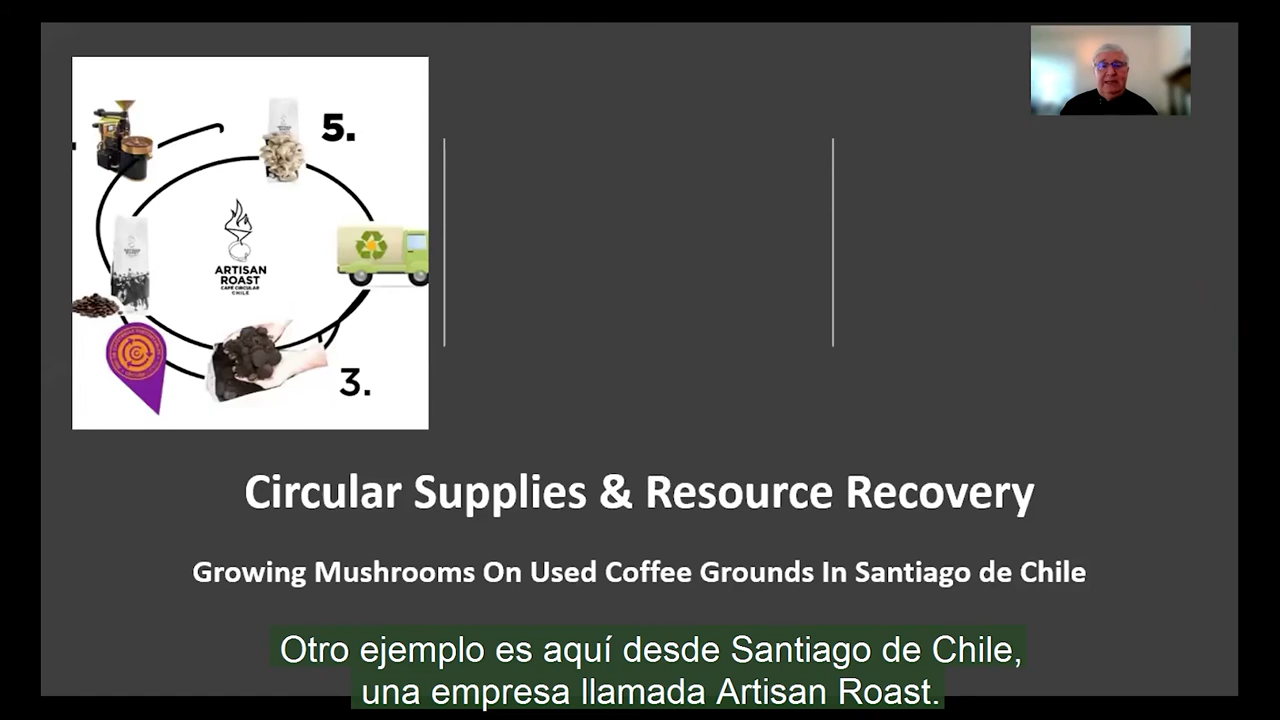 5.
ARTISAN
ROAST
CAFÉ CIRCULAR
CHILE
3.
Circular Supplies & Resource Recovery
Growing Mushrooms On Used Coffee Grounds In Santiago de Chile
Otro ejemplo es aquí desde Santiago de Chile,
una empresa llamada Artisan Roast.